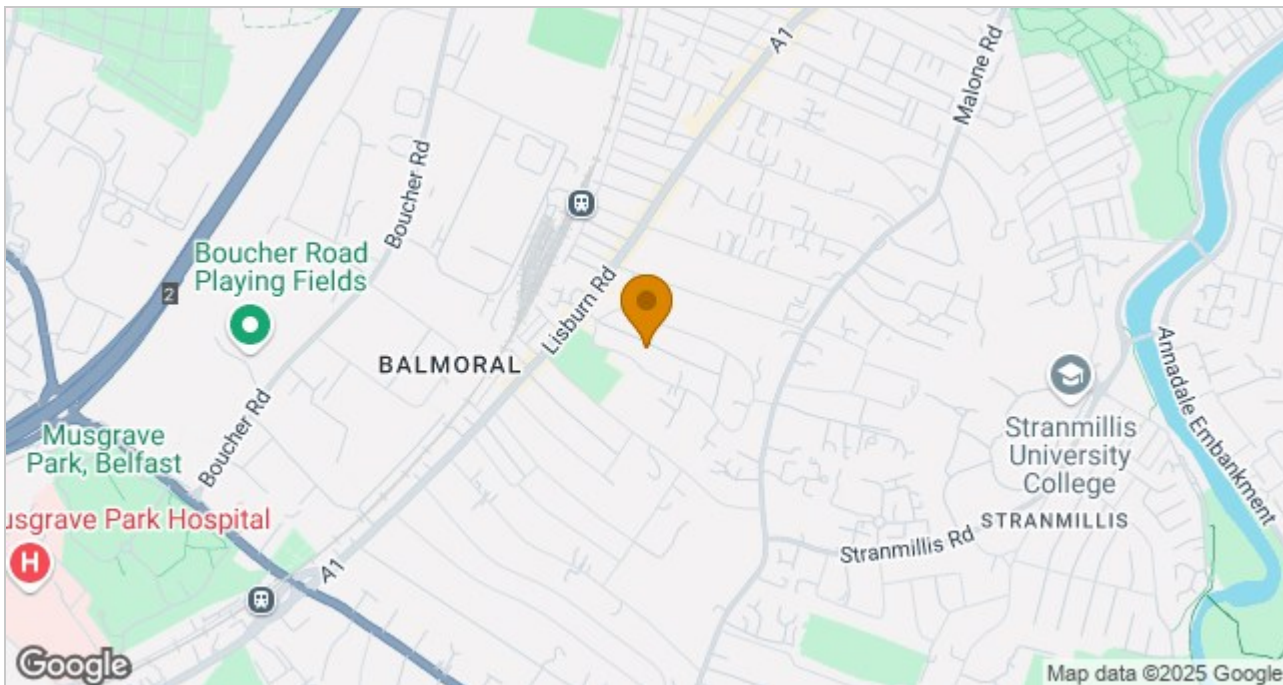 A1
Malone Rd
Boucher Rd
Boucher Road
Playing Fields
2
Lisburn Rd
BALMORAL
Annadale Embankment
Boucher Rd
Musgrave
Park, Belfast
Stranmillis
University
College
usgrave Park Hospital
H
STRANMILLIS
Stranmillis Rd
A1
Google
Map data ©2025 Google